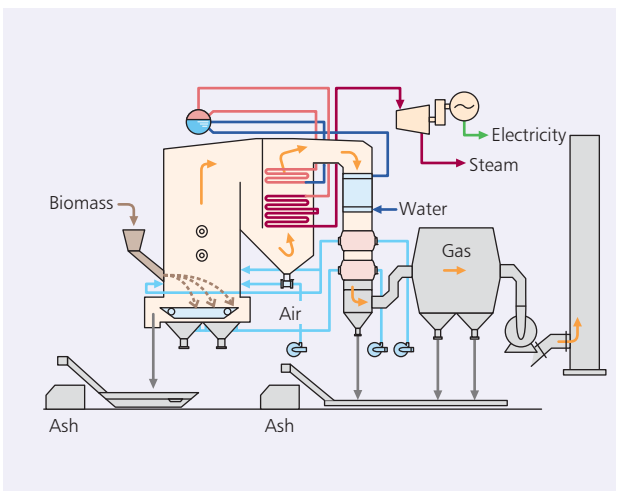 Electricity
Steam
Biomass
Water
Gas
Air
Ash
Ash